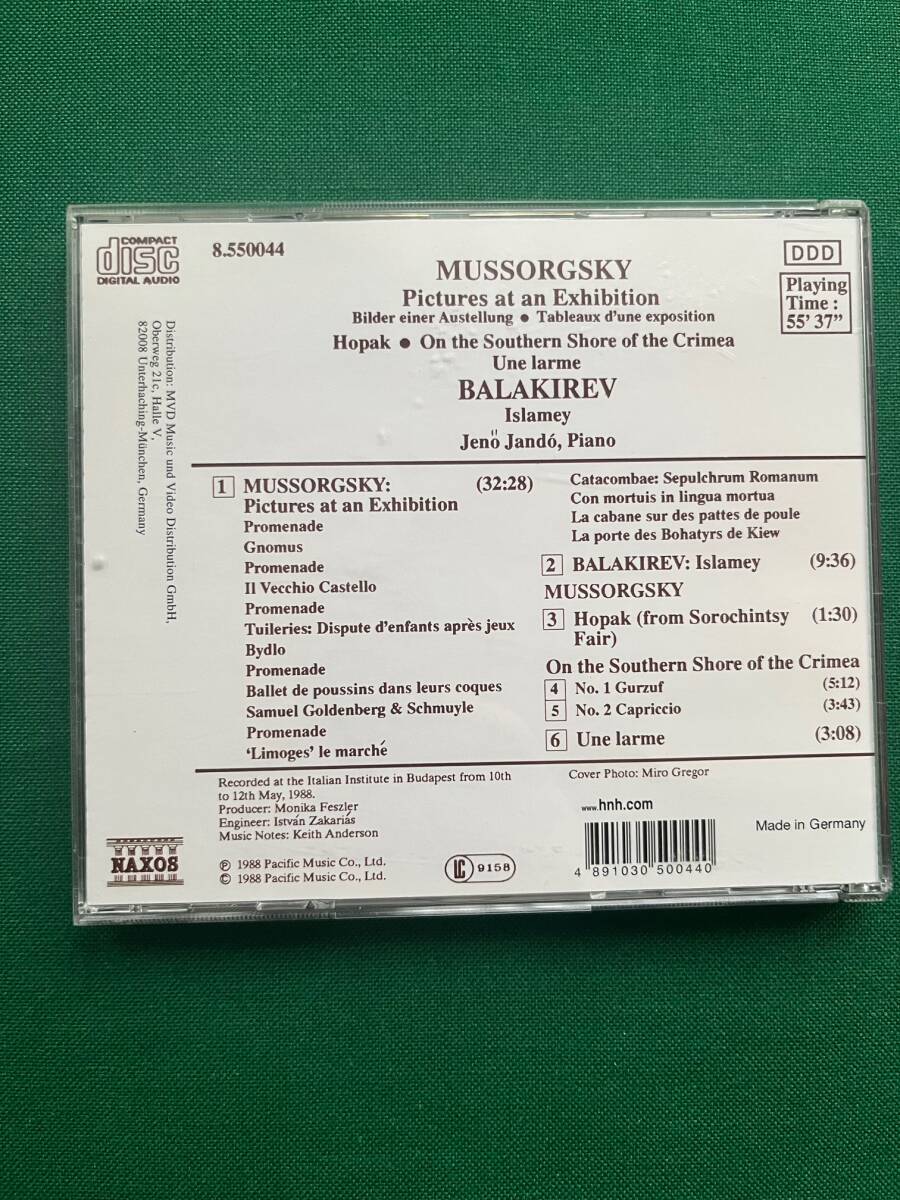 COMPACT
disc
DIGITAL AUDIO
8.550044
DDD
Playing
Time :
55' 37”
MUSSORGSKY
Pictures at an Exhibition
Bilder einer Austellung ● Tableaux d'une exposition
Hopak ● On the Southern Shore of the Crimea
Une larme
BALAKIREV
Islamey
Jenő Jandó, Piano
Distribution: MVD Music und Video Distribution GmbH,
Oberweg 21c, Halle V,
82008 Unterhaching-München, Germany
1 MUSSORGSKY: (32:28)
Pictures at an Exhibition
Promenade
Gnomus
Promenade
Il Vecchio Castello
Promenade
Tuileries: Dispute d'enfants après jeux
Bydlo
Promenade
Ballet de poussins dans leurs coques
Samuel Goldenberg & Schmuyle
Promenade
‘Limoges’ le marché
Catacombae: Sepulchrum Romanum
Con mortuis in lingua mortua
La cabane sur des pattes de poule
La porte des Bohatyrs de Kiew
2 BALAKIREV: Islamey (9:36)
MUSSORGSKY
3 Hopak (from Sorochintsy (1:30)
Fair)
On the Southern Shore of the Crimea
4 No. 1 Gurzuf (5:12)
5 No. 2 Capriccio (3:43)
6 Une larme (3:08)
Recorded at the Italian Institute in Budapest from 10th
to 12th May, 1988.
Producer: Monika Feszler
Engineer: István Zakariás
Music Notes: Keith Anderson
℗ 1988 Pacific Music Co., Ltd.
© 1988 Pacific Music Co., Ltd.
Cover Photo: Miro Gregor
www.hnh.com
LC 9158
4 891030 500440
Made in Germany
NAXOS